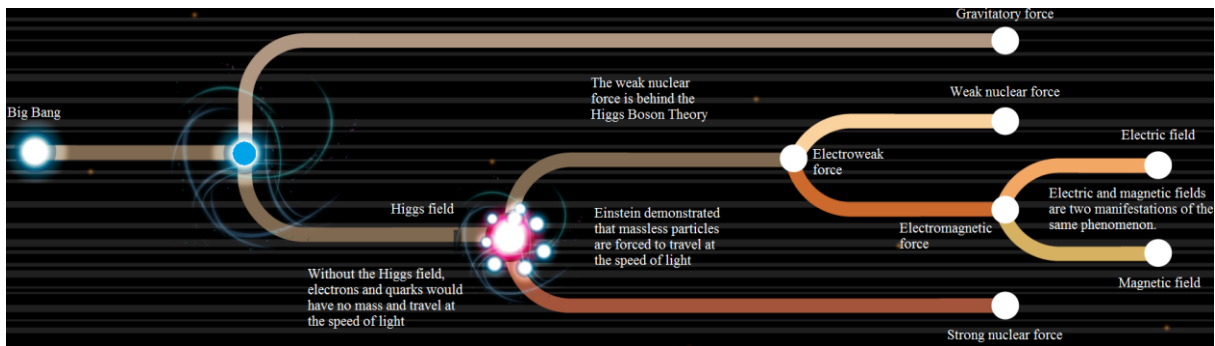 Gravitatory force
The weak nuclear
force is behind the
Higgs Boson Theory
Weak nuclear force
Big Bang
Electric field
Electroweak
force
Electric and magnetic fields
are two manifestations of the
same phenomenon.
Higgs field
Einstein demonstrated
that massless particles
are forced to travel at
the speed of light
Electromagnetic
force
Without the Higgs field,
electrons and quarks would
have no mass and travel at
the speed of light
Magnetic field
Strong nuclear force